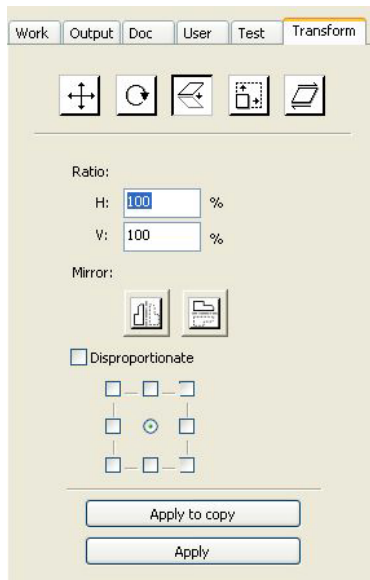 Work Output Doc User Test Transform
Ratio:
H: 100 %
V: 100 %
Mirror:
Disproportionate
Apply to copy
Apply